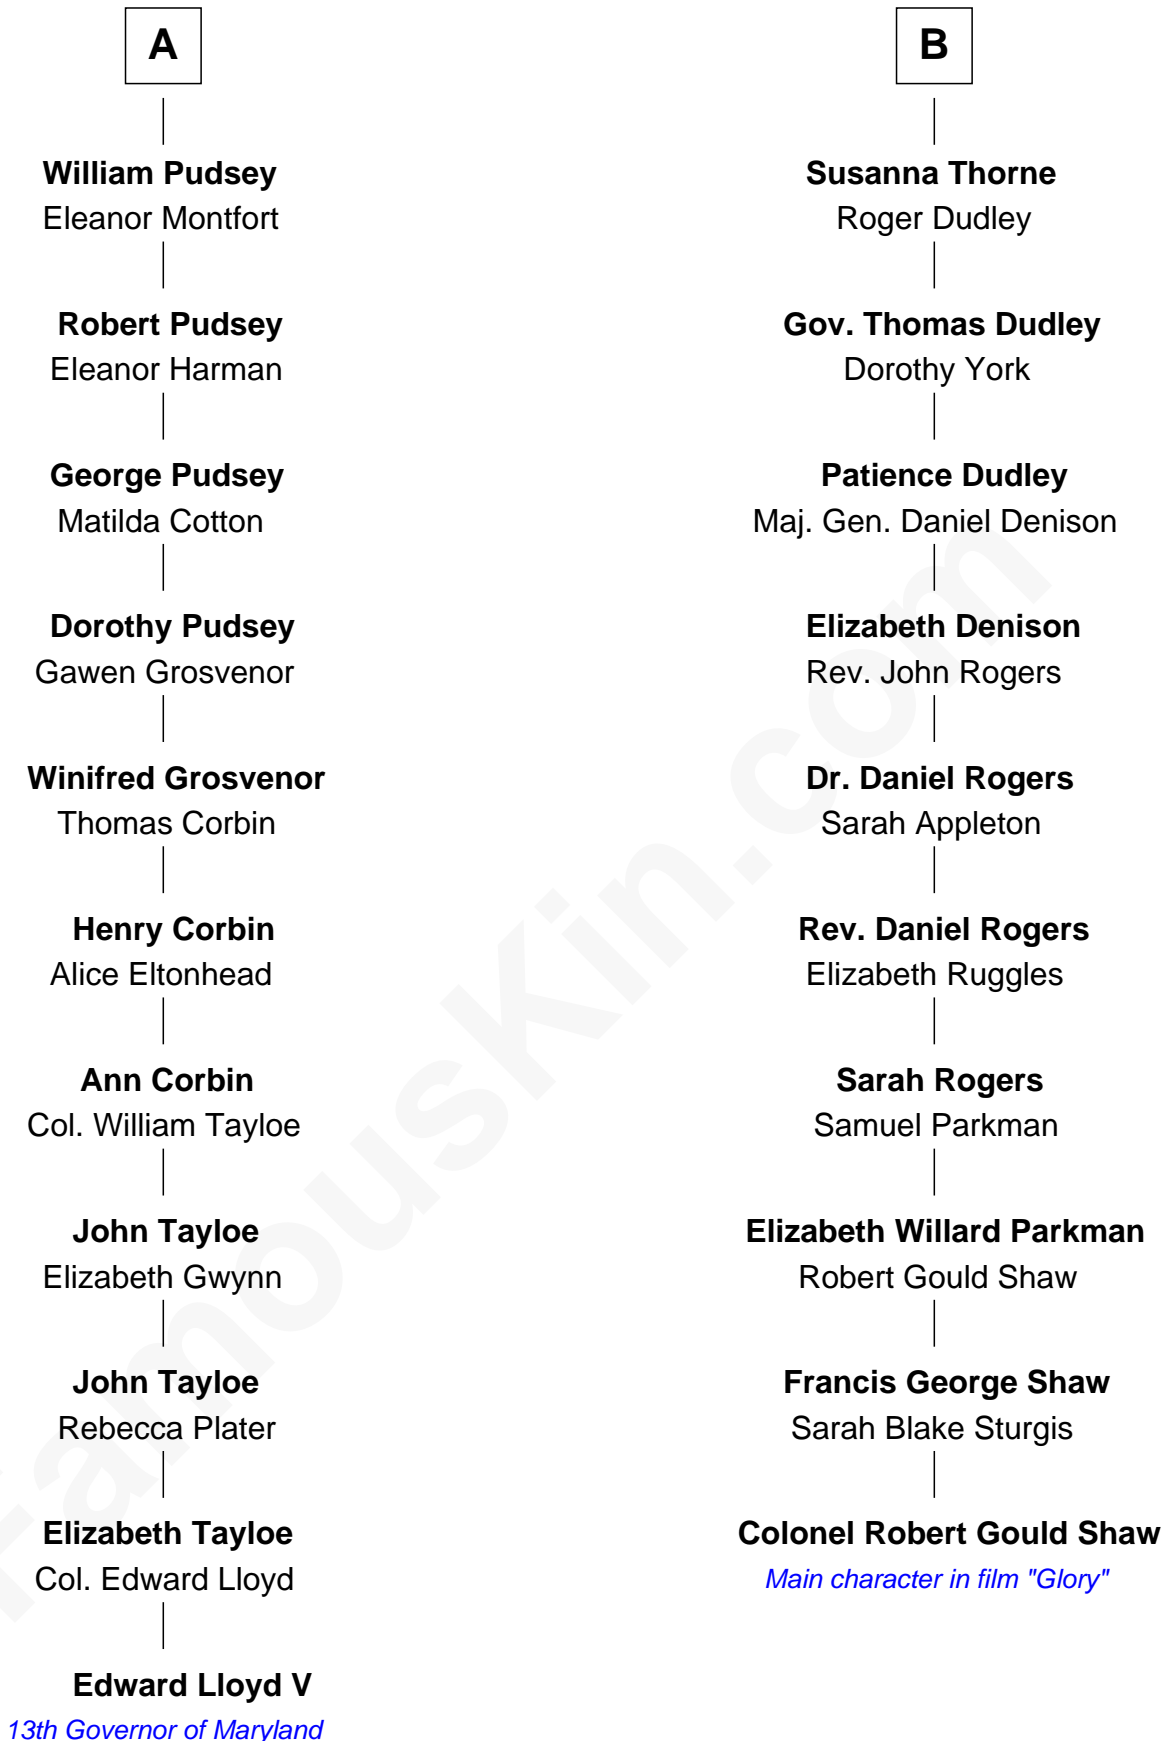 A
William Pudsey
Eleanor Montfort
Robert Pudsey
Eleanor Harman
George Pudsey
Matilda Cotton
Dorothy Pudsey
Gawen Grosvenor
Winifred Grosvenor
Thomas Corbin
Henry Corbin
Alice Eltonhead
Ann Corbin
Col. William Tayloe
John Tayloe
Elizabeth Gwynn
John Tayloe
Rebecca Plater
Elizabeth Tayloe
Col. Edward Lloyd
Edward Lloyd V
13th Governor of Maryland
B
Susanna Thorne
Roger Dudley
Gov. Thomas Dudley
Dorothy York
Patience Dudley
Maj. Gen. Daniel Denison
Elizabeth Denison
Rev. John Rogers
Dr. Daniel Rogers
Sarah Appleton
Rev. Daniel Rogers
Elizabeth Ruggles
Sarah Rogers
Samuel Parkman
Elizabeth Willard Parkman
Robert Gould Shaw
Francis George Shaw
Sarah Blake Sturgis
Colonel Robert Gould Shaw
Main character in film "Glory"
FamousKin.com